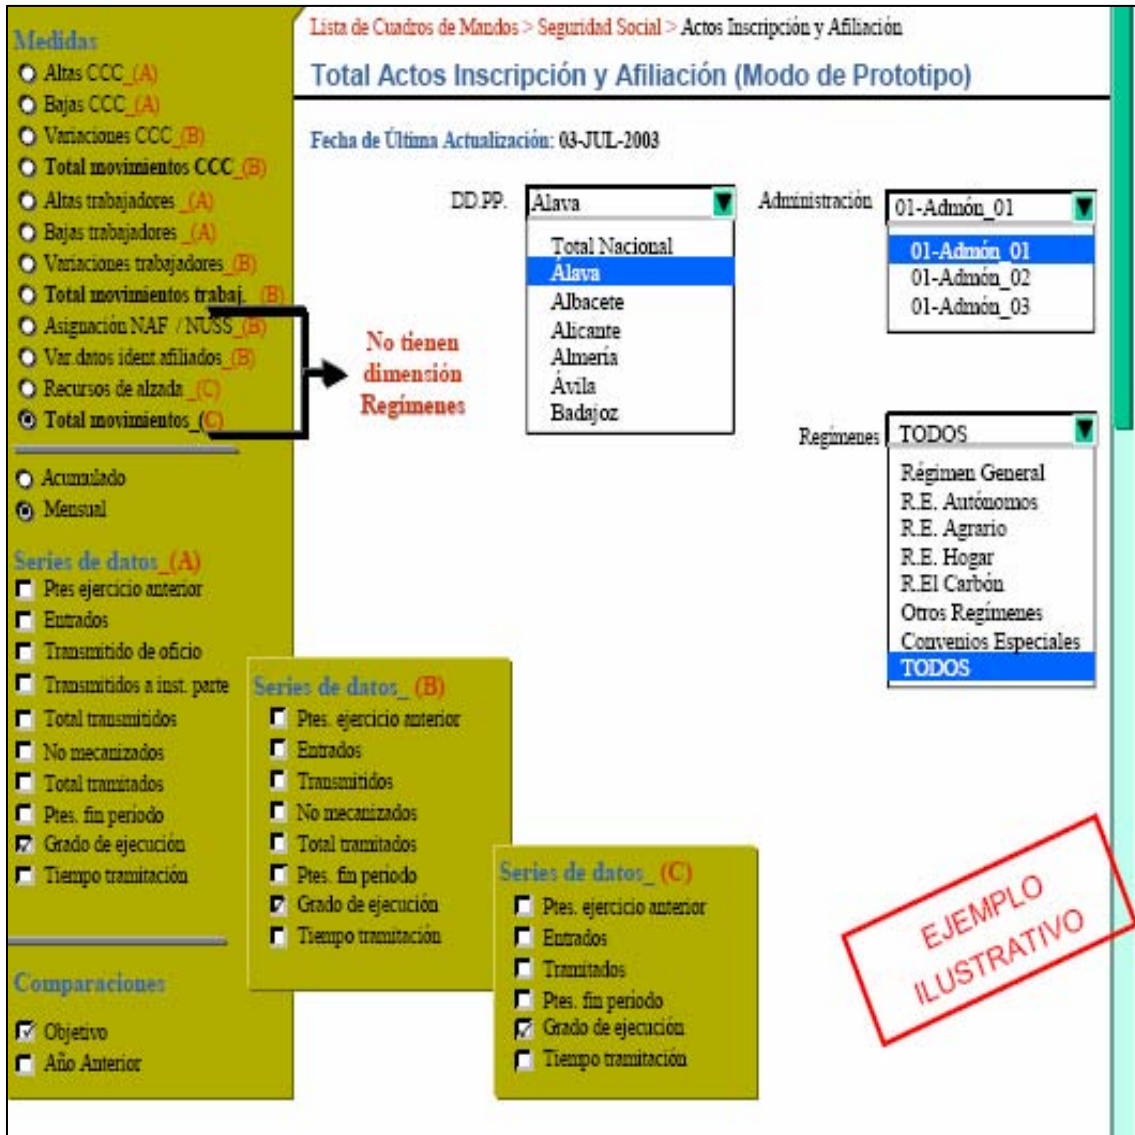 Medidas
Altas CCC_(A)
Bajas CCC_(A)
Variaciones CCC_(B)
Total movimientos CCC_(B)
Altas trabajadores _(A)
Bajas trabajadores _(A)
Variaciones trabajadores_(B)
Total movimientos trabaj. _(B)
Asignación NAF / NUSS_(B)
Var.datos ident.afiliados_(B)
Recursos de alzada _(C)
Total movimientos_(C)
Acumulado
Mensual
Series de datos_(A)
Ptes ejercicio anterior
Entrados
Transmitido de oficio
Transmitidos a inst. parte
Total transmitidos
No mecanizados
Total tramitados
Ptes. fin periodo
Grado de ejecución
Tiempo tramitación
Comparaciones
Objetivo
Año Anterior
Lista de Cuadros de Mandos > Seguridad Social > Actos Inscripción y Afiliación
Total Actos Inscripción y Afiliación (Modo de Prototipo)
Fecha de Última Actualización: 03-JUL-2003
DD.PP.
Álava
Total Nacional
Álava
Albacete
Alicante
Almería
Ávila
Badajoz
Administración
01-Admón_01
01-Admón_01
01-Admón_02
01-Admón_03
No tienen
dimensión
Regímenes
Regímenes
TODOS
Régimen General
R.E. Autónomos
R.E. Agrario
R.E. Hogar
R.El Carbón
Otros Regímenes
Convenios Especiales
TODOS
Series de datos_ (B)
Ptes. ejercicio anterior
Entrados
Transmitidos
No mecanizados
Total tramitados
Ptes. fin periodo
Grado de ejecución
Tiempo tramitación
Series de datos_ (C)
Ptes. ejercicio anterior
Entrados
Tramitados
Ptes. fin periodo
Grado de ejecución
Tiempo tramitación
EJEMPLO
ILUSTRATIVO